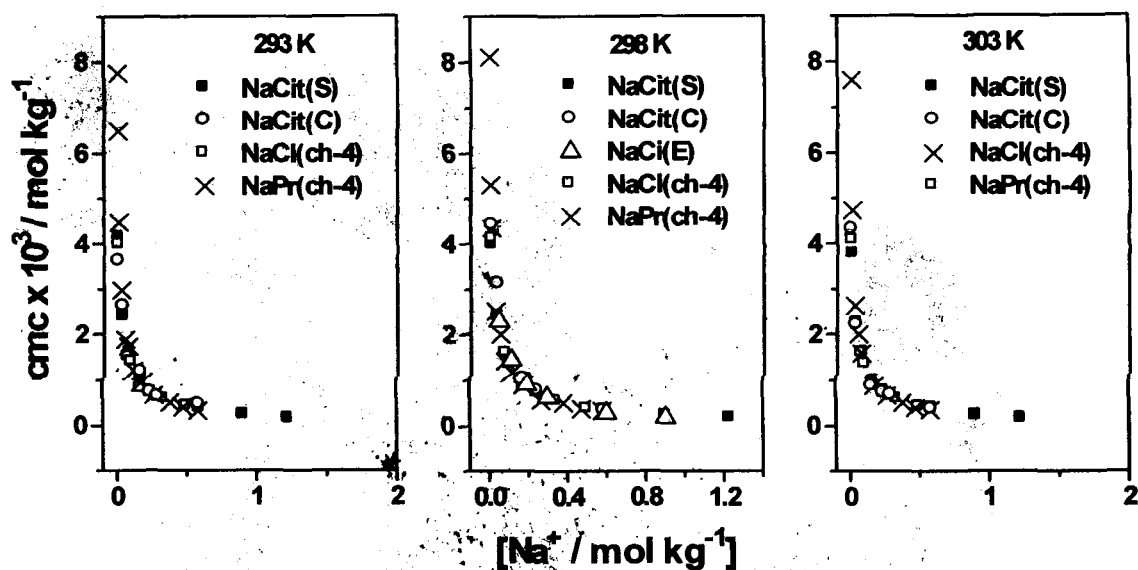 cmc x 10³ / mol kg⁻¹
293 K
NaCit(S)
NaCit(C)
NaCl(ch-4)
NaPr(ch-4)
8
6
4
2
0
0 1 2
298 K
NaCit(S)
NaCit(C)
NaCi(E)
NaCl(ch-4)
NaPr(ch-4)
8
6
4
2
0
0.0 0.4 0.8 1.2
303 K
NaCit(S)
NaCit(C)
NaCl(ch-4)
NaPr(ch-4)
8
6
4
2
0
0 1 2
[Na⁺ / mol kg⁻¹]